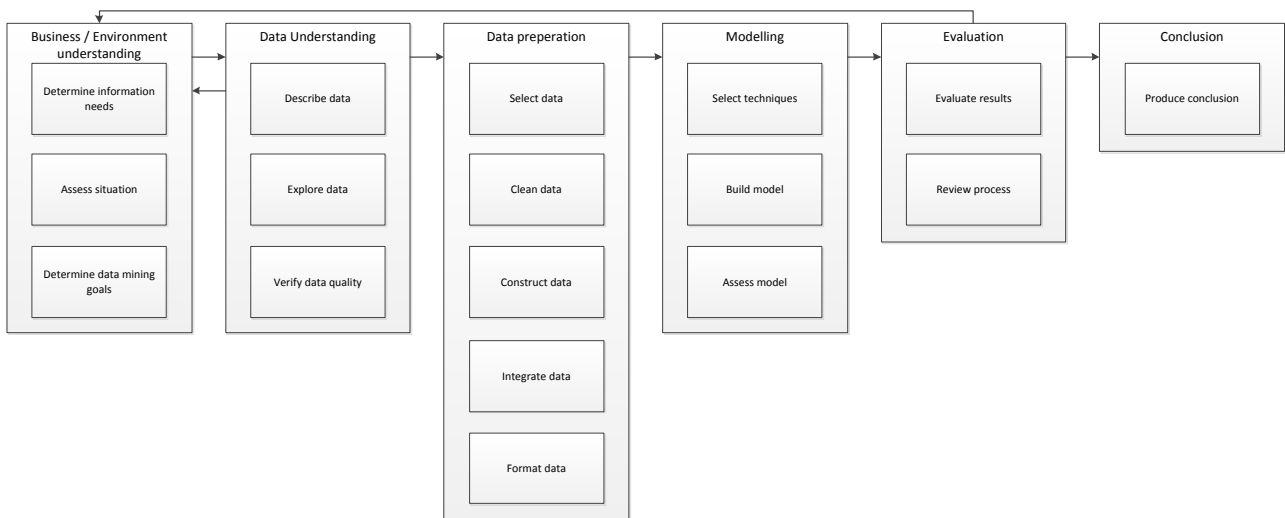 Business / Environment
understanding
Determine information
needs
Assess situation
Determine data mining
goals
Data Understanding
Describe data
Explore data
Verify data quality
Data preperation
Select data
Clean data
Construct data
Integrate data
Format data
Modelling
Select techniques
Build model
Assess model
Evaluation
Evaluate results
Review process
Conclusion
Produce conclusion